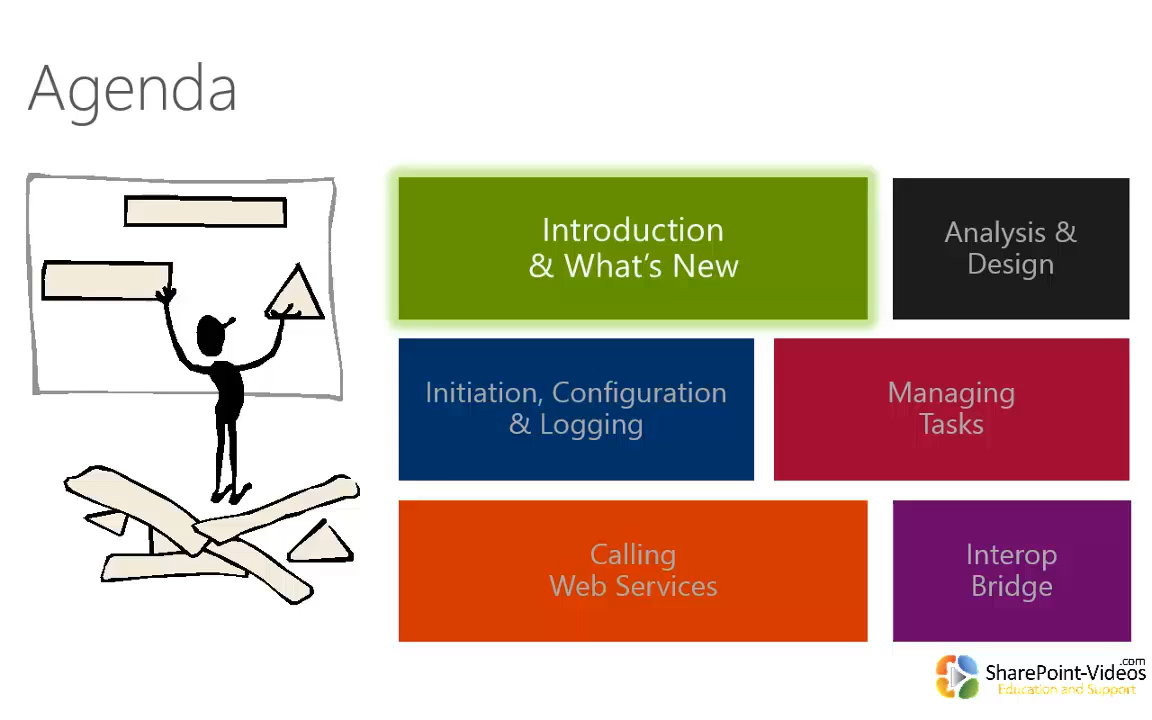 Agenda
Introduction
& What's New
Analysis &
Design
Initiation, Configuration
& Logging
Managing
Tasks
Calling
Web Services
Interop
Bridge
.com
SharePoint-Videos
Education and Support